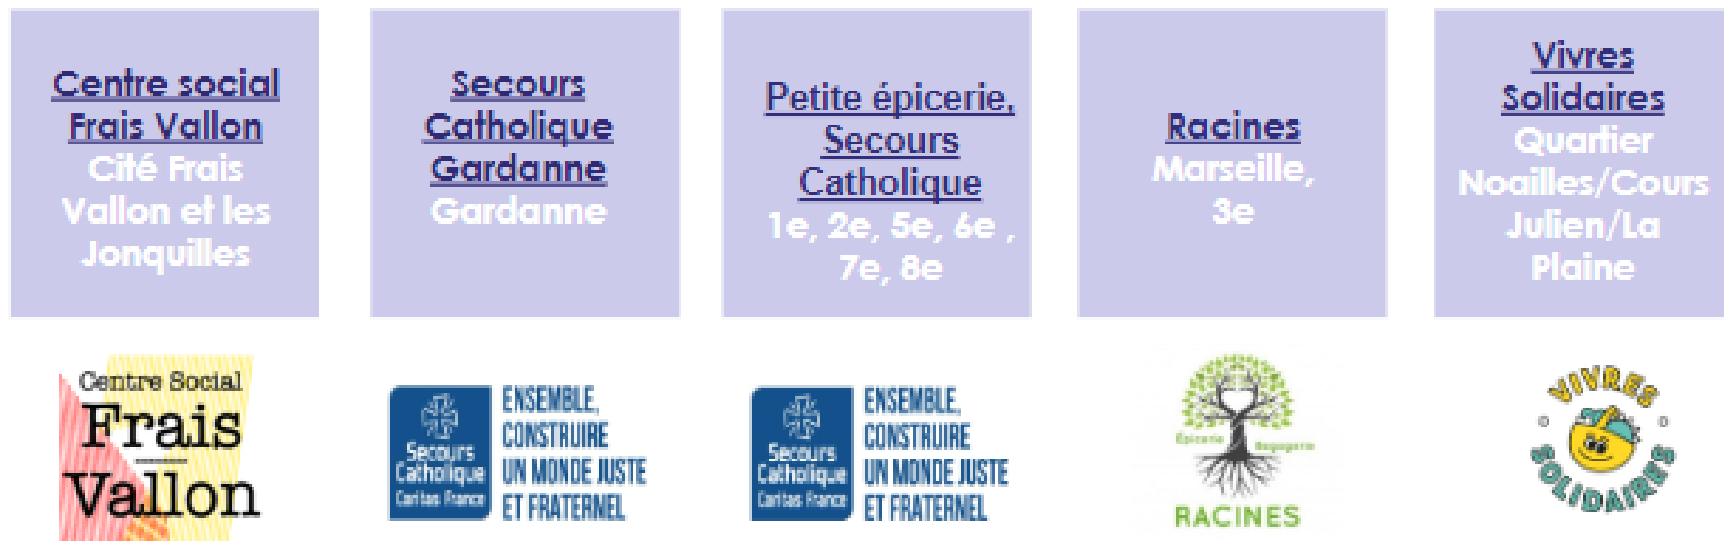 Centre social
Frais Vallon
Cité Frais
Vallon et les
Jonquilles
Secours
Catholique
Gardanne
Gardanne
Petite épicerie,
Secours
Catholique
1e, 2e, 5e, 6e ,
7e, 8e
Racines
Marseille,
3e
Vivres
Solidaires
Quartier
Noailles/Cours
Julien/La
Plaine
Centre Social
Frais
Vallon
Secours
Catholique
Caritas France
ENSEMBLE,
CONSTRUIRE
UN MONDE JUSTE
ET FRATERNEL
Secours
Catholique
Caritas France
ENSEMBLE,
CONSTRUIRE
UN MONDE JUSTE
ET FRATERNEL
Épicerie
Bagagerie
RACINES
VIVRES
SOLIDAIRES